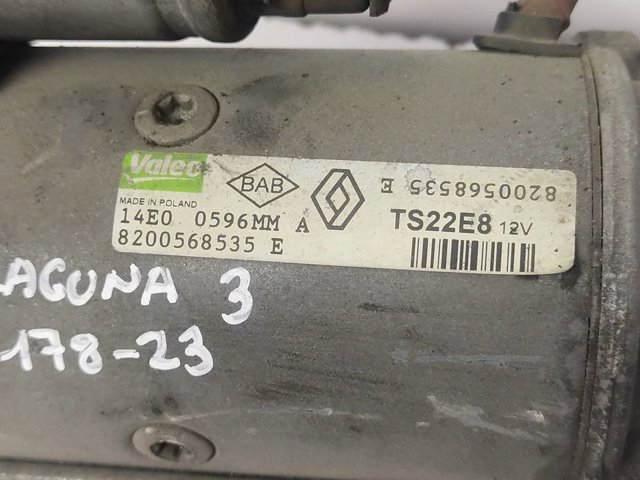 Valeo
BAB
8200568535 E
MADE IN POLAND
14E0 0596MM A
TS22E8 12V
8200568535 E
AGUNA 3
178-23